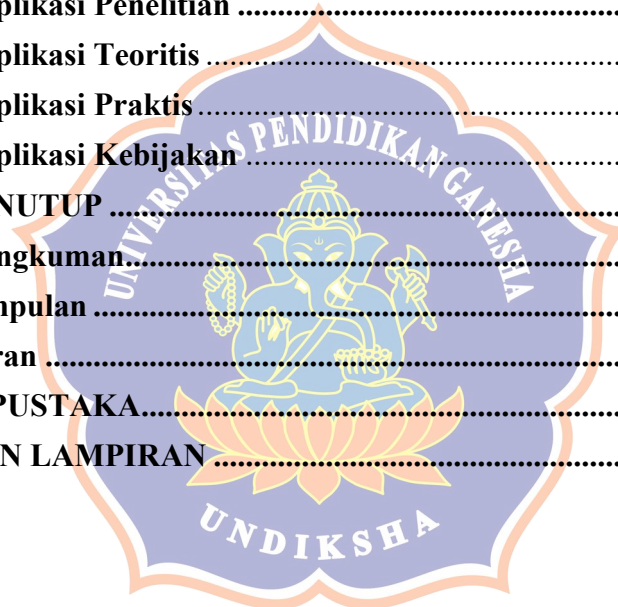 plikasi Penelitian ........................................................
plikasi Teoritis ........................................................
plikasi Praktis ........................................................
plikasi Kebijakan ........................................................
NUTUP ........................................................
ngkuman ........................................................
mpulan ........................................................
ran ........................................................
PUSTAKA ........................................................
N LAMPIRAN ........................................................
UNIVERSITAS PENDIDIKAN GANESHA
UNDIKSHA